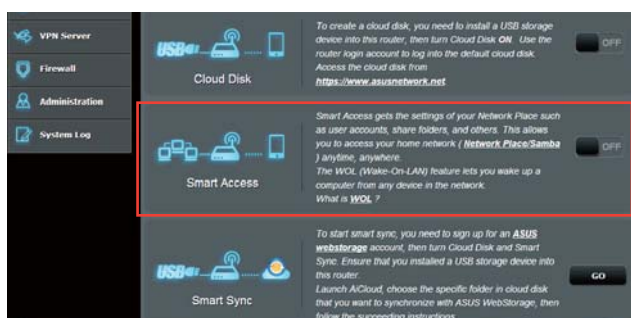 VPN Server
Firewall
Administration
System Log
USB
Cloud Disk
To create a cloud disk, you need to install a USB storage
device into this router, then turn Cloud Disk ON . Use the
router login account to log into the default cloud disk.
Access the cloud disk from
https://www.asusnetwork.net
OFF
Smart Access
Smart Access gets the settings of your Network Place such
as user accounts, share folders, and others. This allows
you to access your home network ( Network Place/Samba
) anytime, anywhere.
The WOL (Wake-On-LAN) feature lets you wake up a
computer from any device in the network.
What is WOL ?
OFF
USB
Smart Sync
To start smart sync, you need to sign up for an ASUS
webstorage account, then turn Cloud Disk and Smart
Sync. Ensure that you installed a USB storage device into
this router.
Launch AiCloud, choose the specific folder in cloud disk
that you want to synchronize with ASUS WebStorage, then
follow the succeeding instructions.
GO